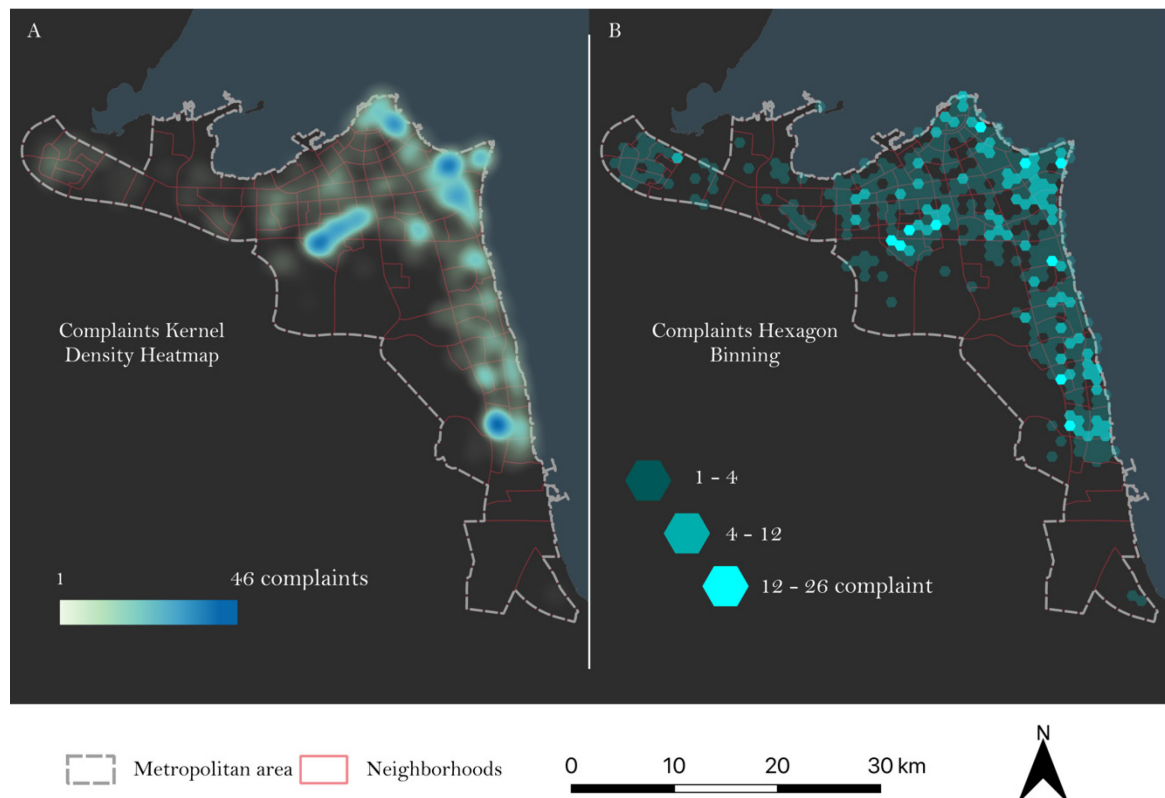 A
B
Complaints Kernel
Density Heatmap
Complaints Hexagon
Binning
1 - 4
4 - 12
12 - 26 complaint
1
46 complaints
Metropolitan area
Neighborhoods
0
10
20
30 km
N